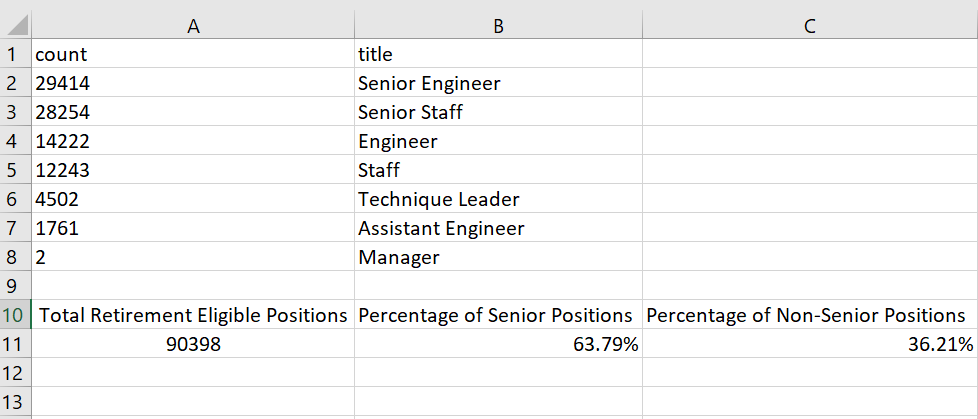 A B C
1 count title
2 29414 Senior Engineer
3 28254 Senior Staff
4 14222 Engineer
5 12243 Staff
6 4502 Technique Leader
7 1761 Assistant Engineer
8 2 Manager
9
10 Total Retirement Eligible Positions Percentage of Senior Positions Percentage of Non-Senior Positions
11 90398 63.79% 36.21%
12
13